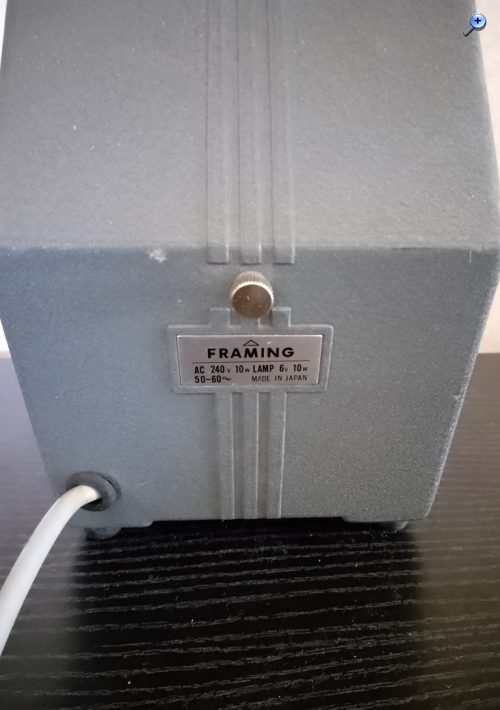 FRAMING
AC 240V 10W LAMP 6V 10W
50-60~ MADE IN JAPAN